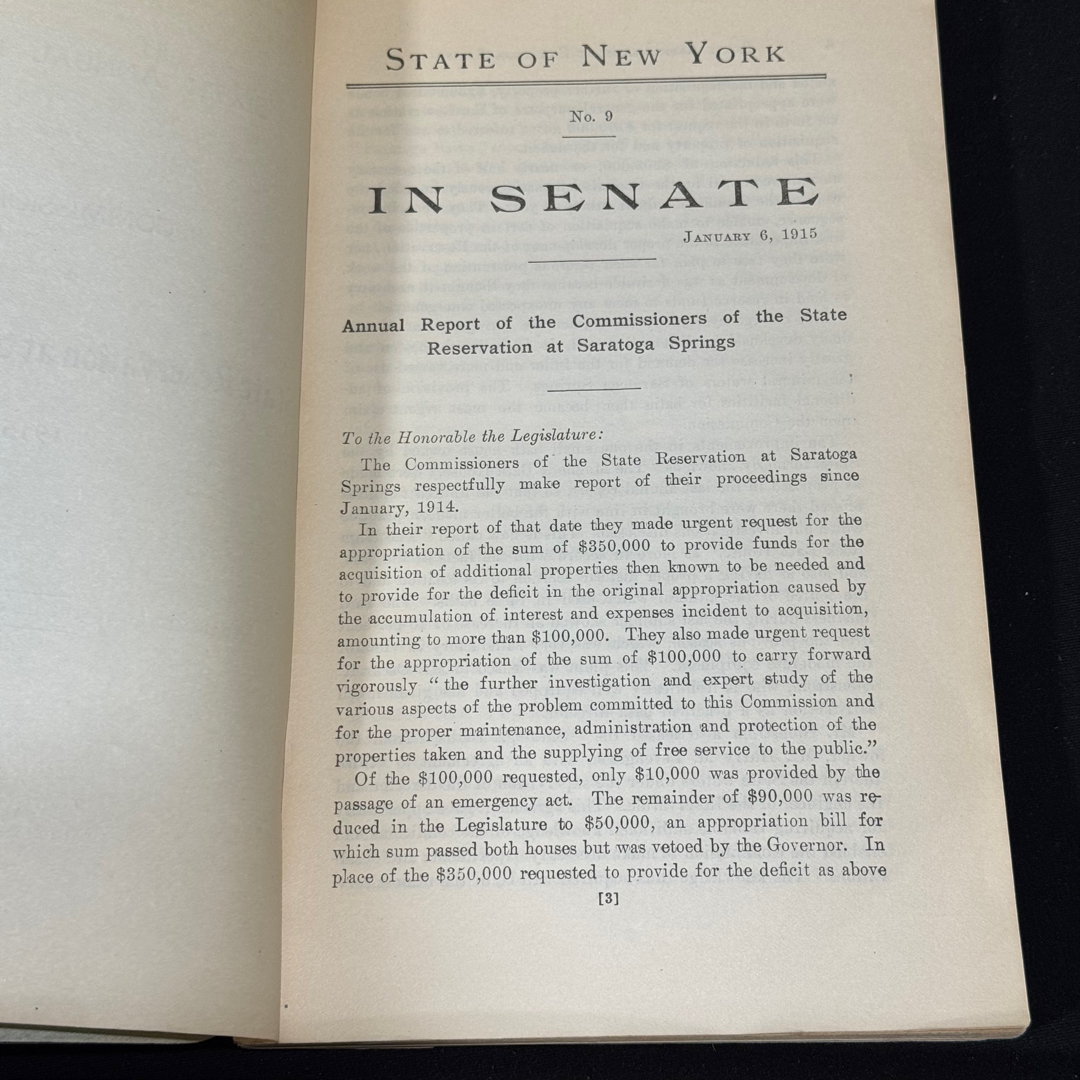 STATE OF NEW YORK
No. 9
IN SENATE
JANUARY 6, 1915
Annual Report of the Commissioners of the State
Reservation at Saratoga Springs
To the Honorable the Legislature:
The Commissioners of the State Reservation at Saratoga
Springs respectfully make report of their proceedings since
January, 1914.
In their report of that date they made urgent request for the
appropriation of the sum of $350,000 to provide funds for the
acquisition of additional properties then known to be needed and
to provide for the deficit in the original appropriation caused by
the accumulation of interest and expenses incident to acquisition,
amounting to more than $100,000. They also made urgent request
for the appropriation of the sum of $100,000 to carry forward
vigorously “ the further investigation and expert study of the
various aspects of the problem committed to this Commission and
for the proper maintenance, administration and protection of the
properties taken and the supplying of free service to the public.”
Of the $100,000 requested, only $10,000 was provided by the
passage of an emergency act. The remainder of $90,000 was re-
duced in the Legislature to $50,000, an appropriation bill for
which sum passed both houses but was vetoed by the Governor. In
place of the $350,000 requested to provide for the deficit as above
[3]